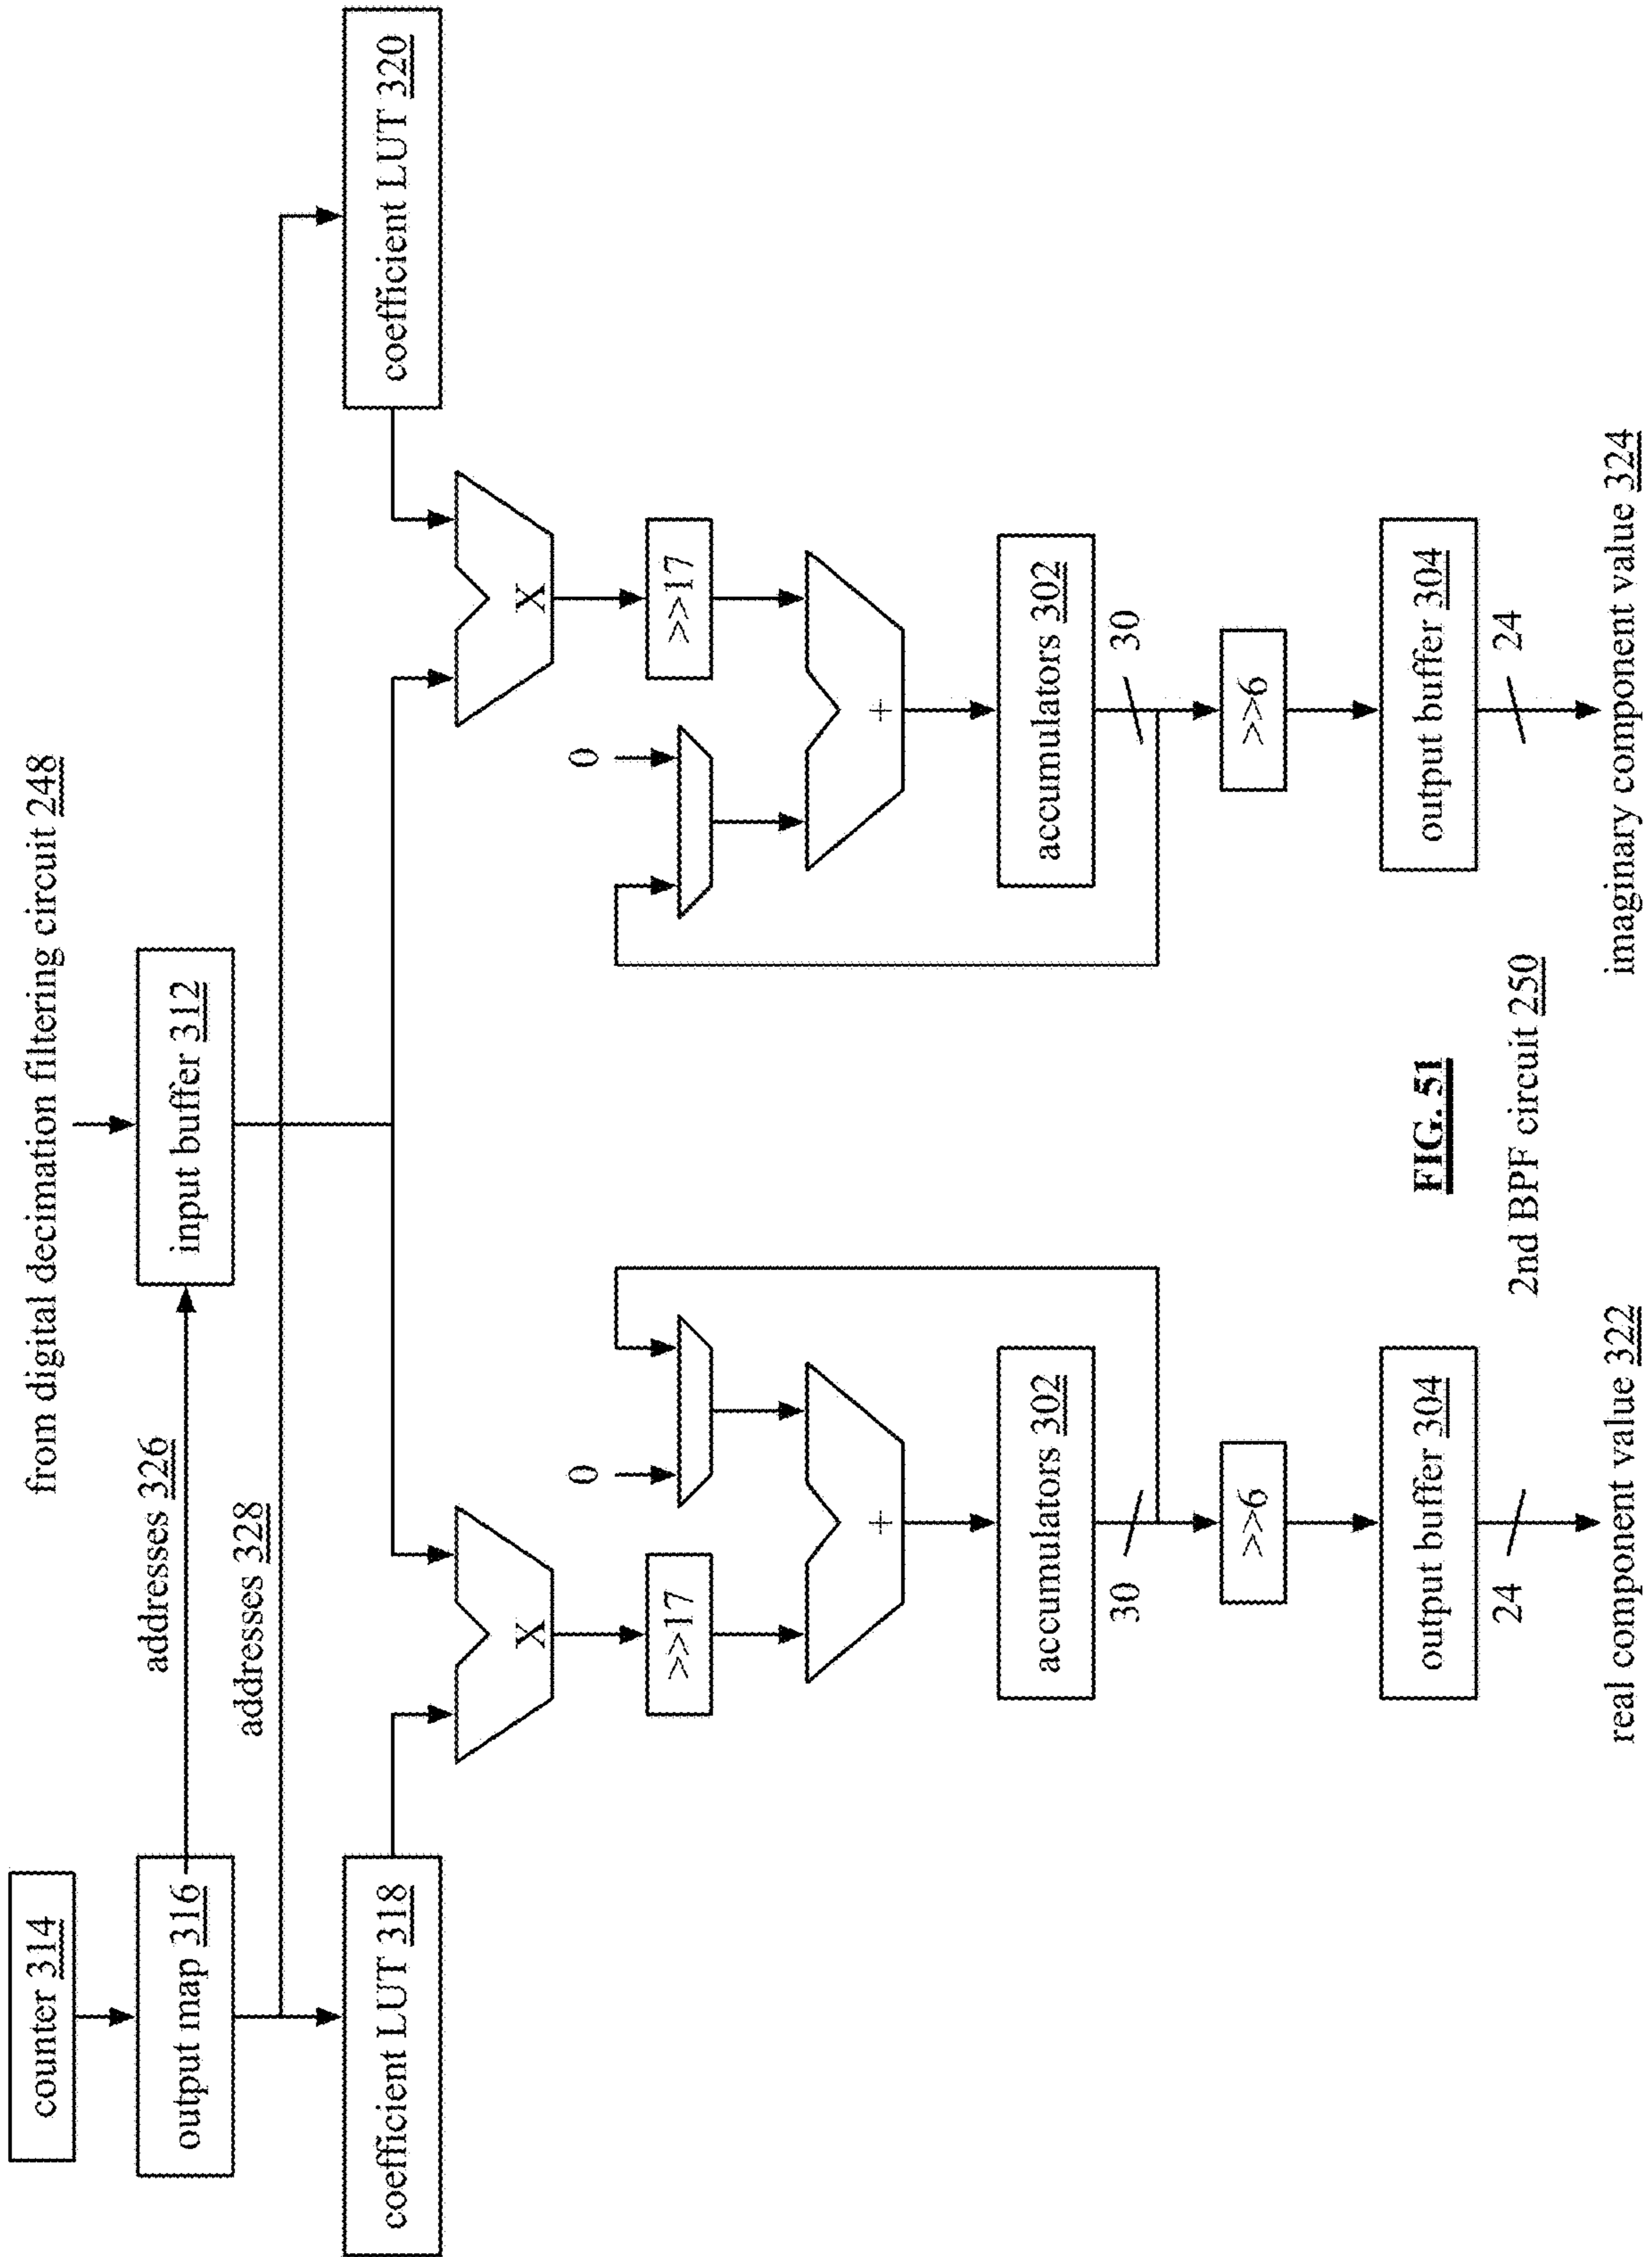 from digital decimation filtering circuit 248
counter 314
output map 316
addresses 326
input buffer 312
addresses 328
coefficient LUT 318
coefficient LUT 320
X
X
>>17
0
0
>>17
+
+
accumulators 302
accumulators 302
30
30
>>6
>>6
output buffer 304
output buffer 304
24
24
real component value 322
imaginary component value 324
FIG. 51
2nd BPF circuit 250